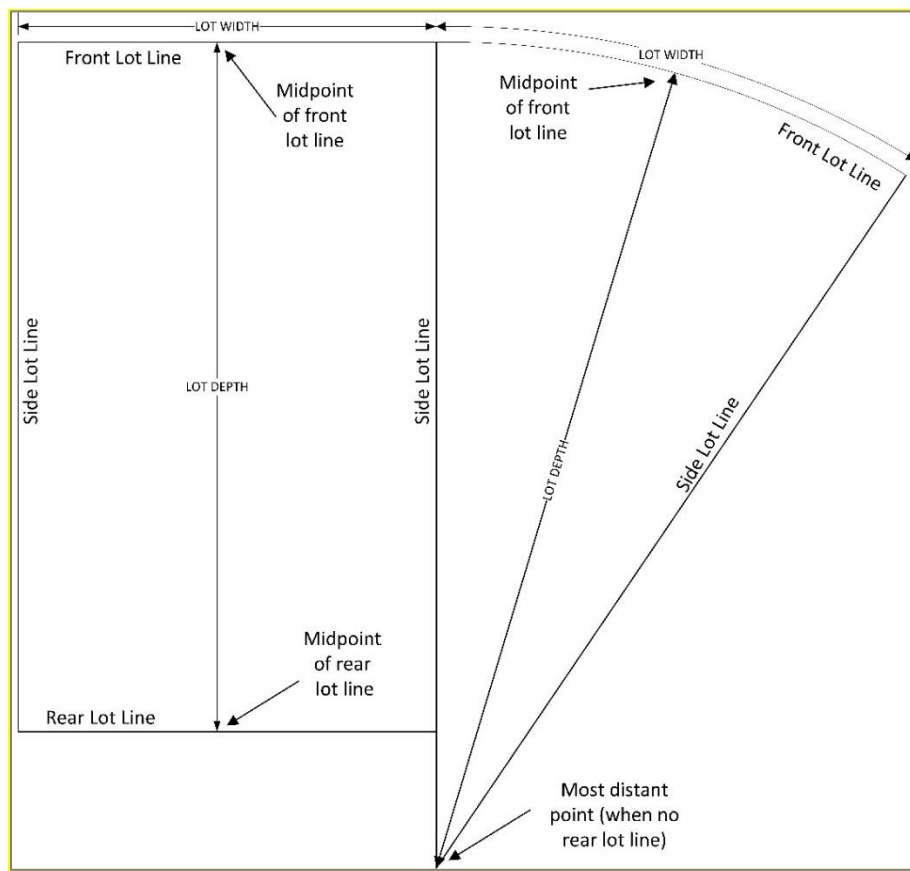 LOT WIDTH
Front Lot Line
Midpoint
of front
lot line
Side Lot Line
LOT DEPTH
Side Lot Line
Midpoint
of rear
lot line
Rear Lot Line
LOT WIDTH
Midpoint
of front
lot line
Front Lot Line
LOT DEPTH
Side Lot Line
Most distant
point (when no
rear lot line)